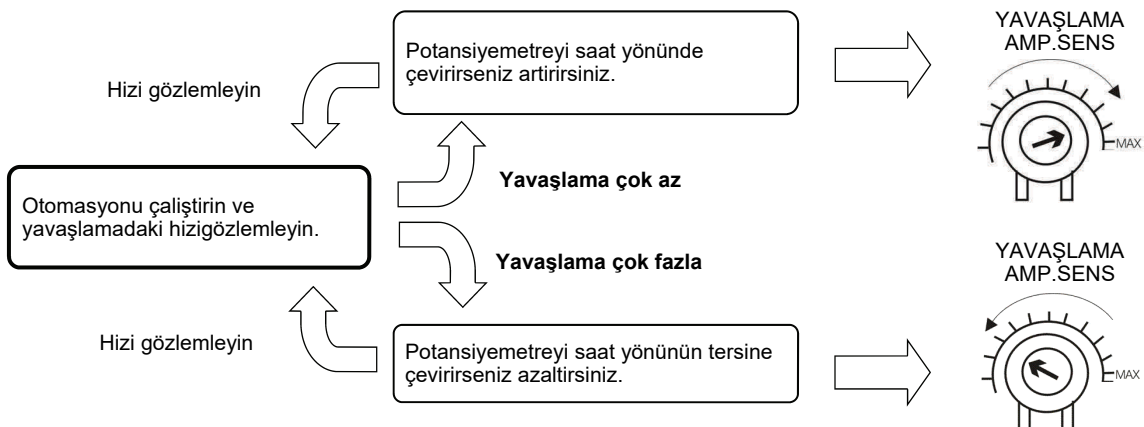 YAVAŞLAMA
AMP.SENS
Potansiyemetreyi saat yönünde
çevirirseniz artirirsiniz.
Hizi gözlemleyin
MAX
Yavaşlama çok az
Otomasyonu çaliştirin ve
yavaşlamadaki hizigözlemleyin.
Yavaşlama çok fazla
YAVAŞLAMA
AMP.SENS
Hizi gözlemleyin
Potansiyemetreyi saat yönünün tersine
çevirirseniz azaltirsiniz.
MAX